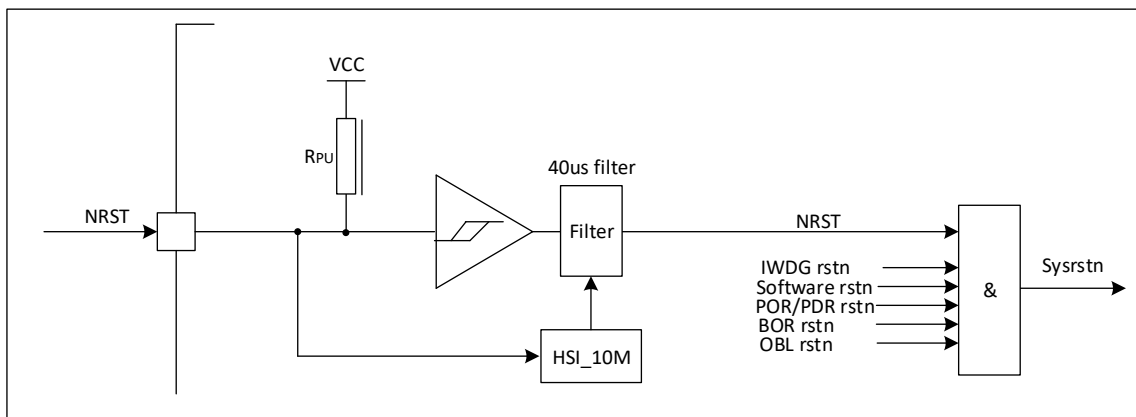 VCC
RPU
40us filter
NRST
Filter
NRST
IWDG rstn
Software rstn
POR/PDR rstn
BOR rstn
OBL rstn
&
Sysrstn
HSI_10M